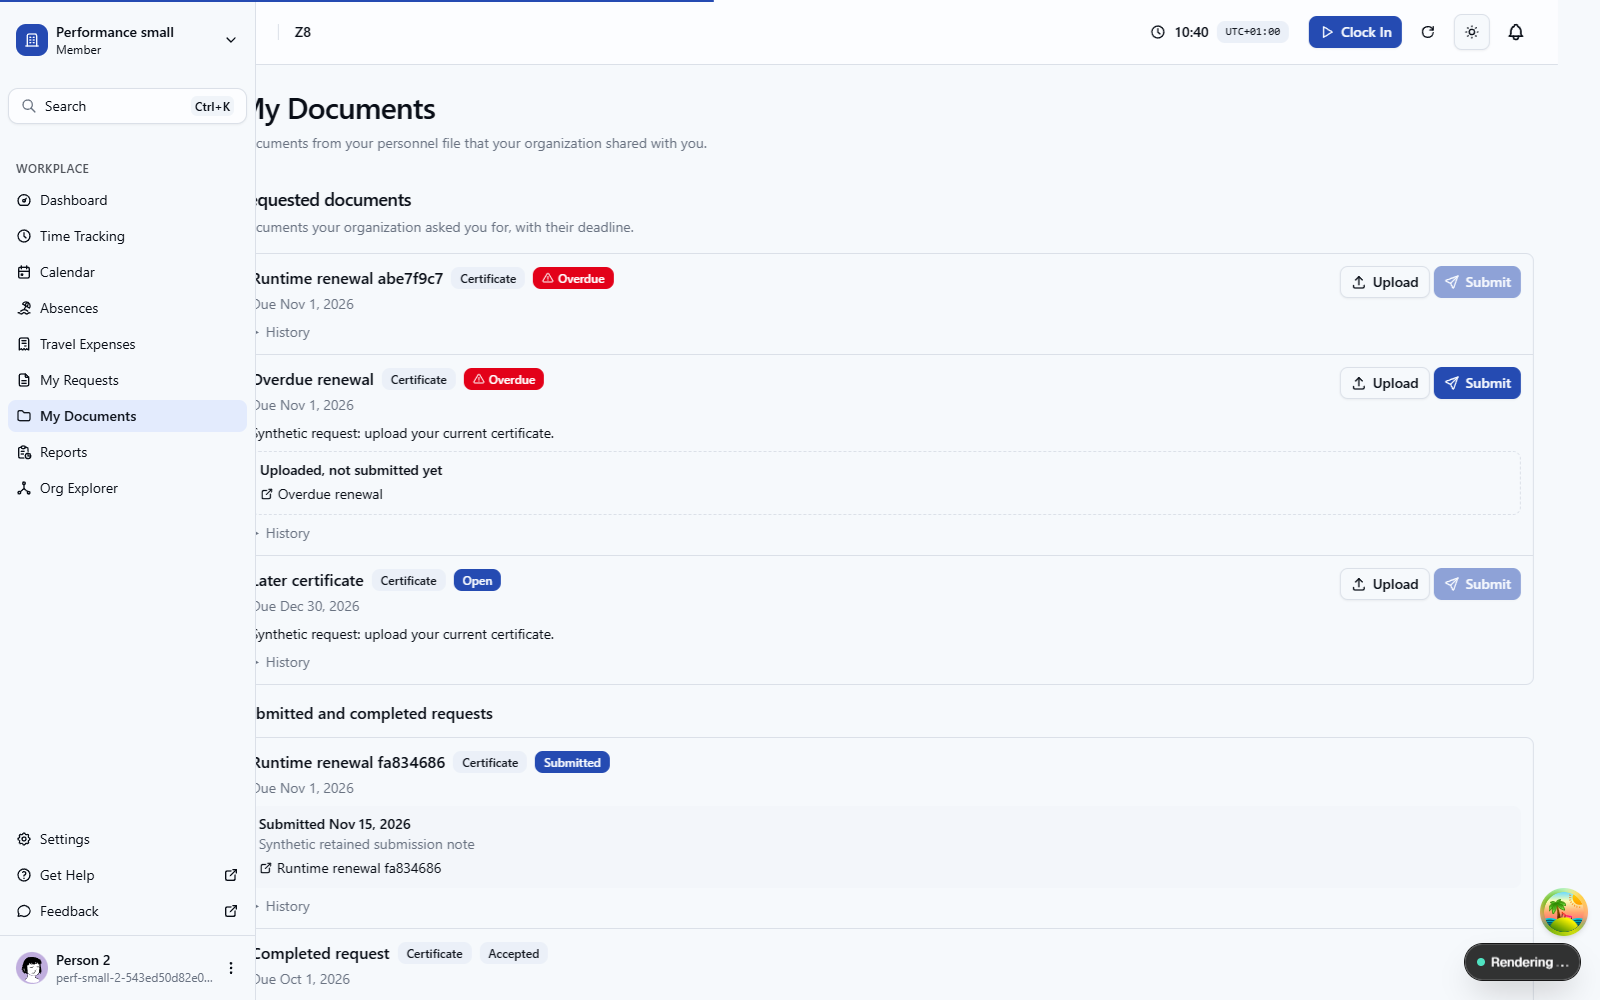 Performance small
Member
Z8
10:40
UTC+01:00
Clock In
Search
Ctrl+K
WORKPLACE
Dashboard
Time Tracking
Calendar
Absences
Travel Expenses
My Requests
My Documents
Reports
Org Explorer
Settings
Get Help
Feedback
Person 2
perf-small-2-543ed50d82e0...
My Documents
cuments from your personnel file that your organization shared with you.
equested documents
cuments your organization asked you for, with their deadline.
Runtime renewal abe7f9c7 Certificate Overdue
Upload Submit
Due Nov 1, 2026
History
Overdue renewal Certificate Overdue
Upload Submit
Due Nov 1, 2026
Synthetic request: upload your current certificate.
Uploaded, not submitted yet
Overdue renewal
History
Later certificate Certificate Open
Upload Submit
Due Dec 30, 2026
Synthetic request: upload your current certificate.
History
bmitted and completed requests
Runtime renewal fa834686 Certificate Submitted
Due Nov 1, 2026
Submitted Nov 15, 2026
Synthetic retained submission note
Runtime renewal fa834686
History
Completed request Certificate Accepted
Due Oct 1, 2026
Rendering ...